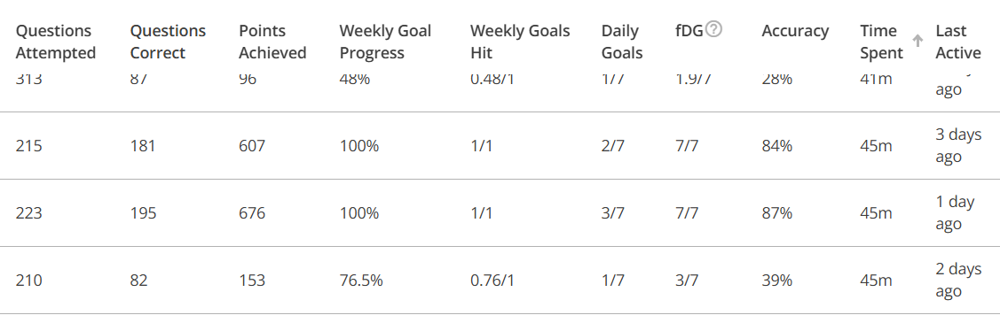 Questions Attempted Questions Correct Points Achieved Weekly Goal Progress Weekly Goals Hit Daily Goals fDG? Accuracy Time Spent Last Active
313 87 96 48% 0.48/1 1/7 1.9/7 28% 41m ago
215 181 607 100% 1/1 2/7 7/7 84% 45m 3 days ago
223 195 676 100% 1/1 3/7 7/7 87% 45m 1 day ago
210 82 153 76.5% 0.76/1 1/7 3/7 39% 45m 2 days ago